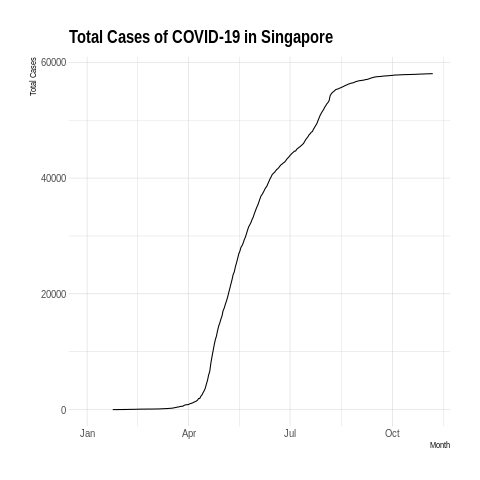 Total Cases of COVID-19 in Singapore
Total Cases
60000
40000
20000
0
Jan Apr Jul Oct
Month